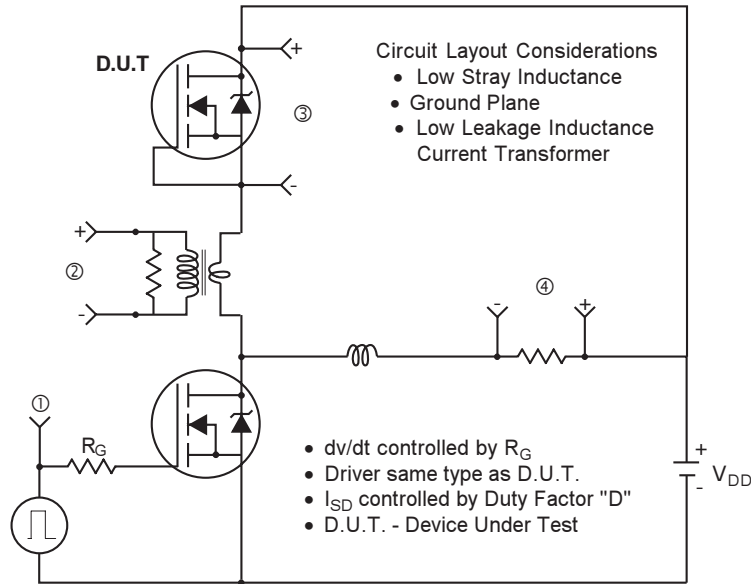 D.U.T
+
③
-
Circuit Layout Considerations
• Low Stray Inductance
• Ground Plane
• Low Leakage Inductance
Current Transformer
+
②
-
-
④
+
①
R_G
• dv/dt controlled by R_G
• Driver same type as D.U.T.
• I_SD controlled by Duty Factor "D"
• D.U.T. - Device Under Test
+
V_DD
-